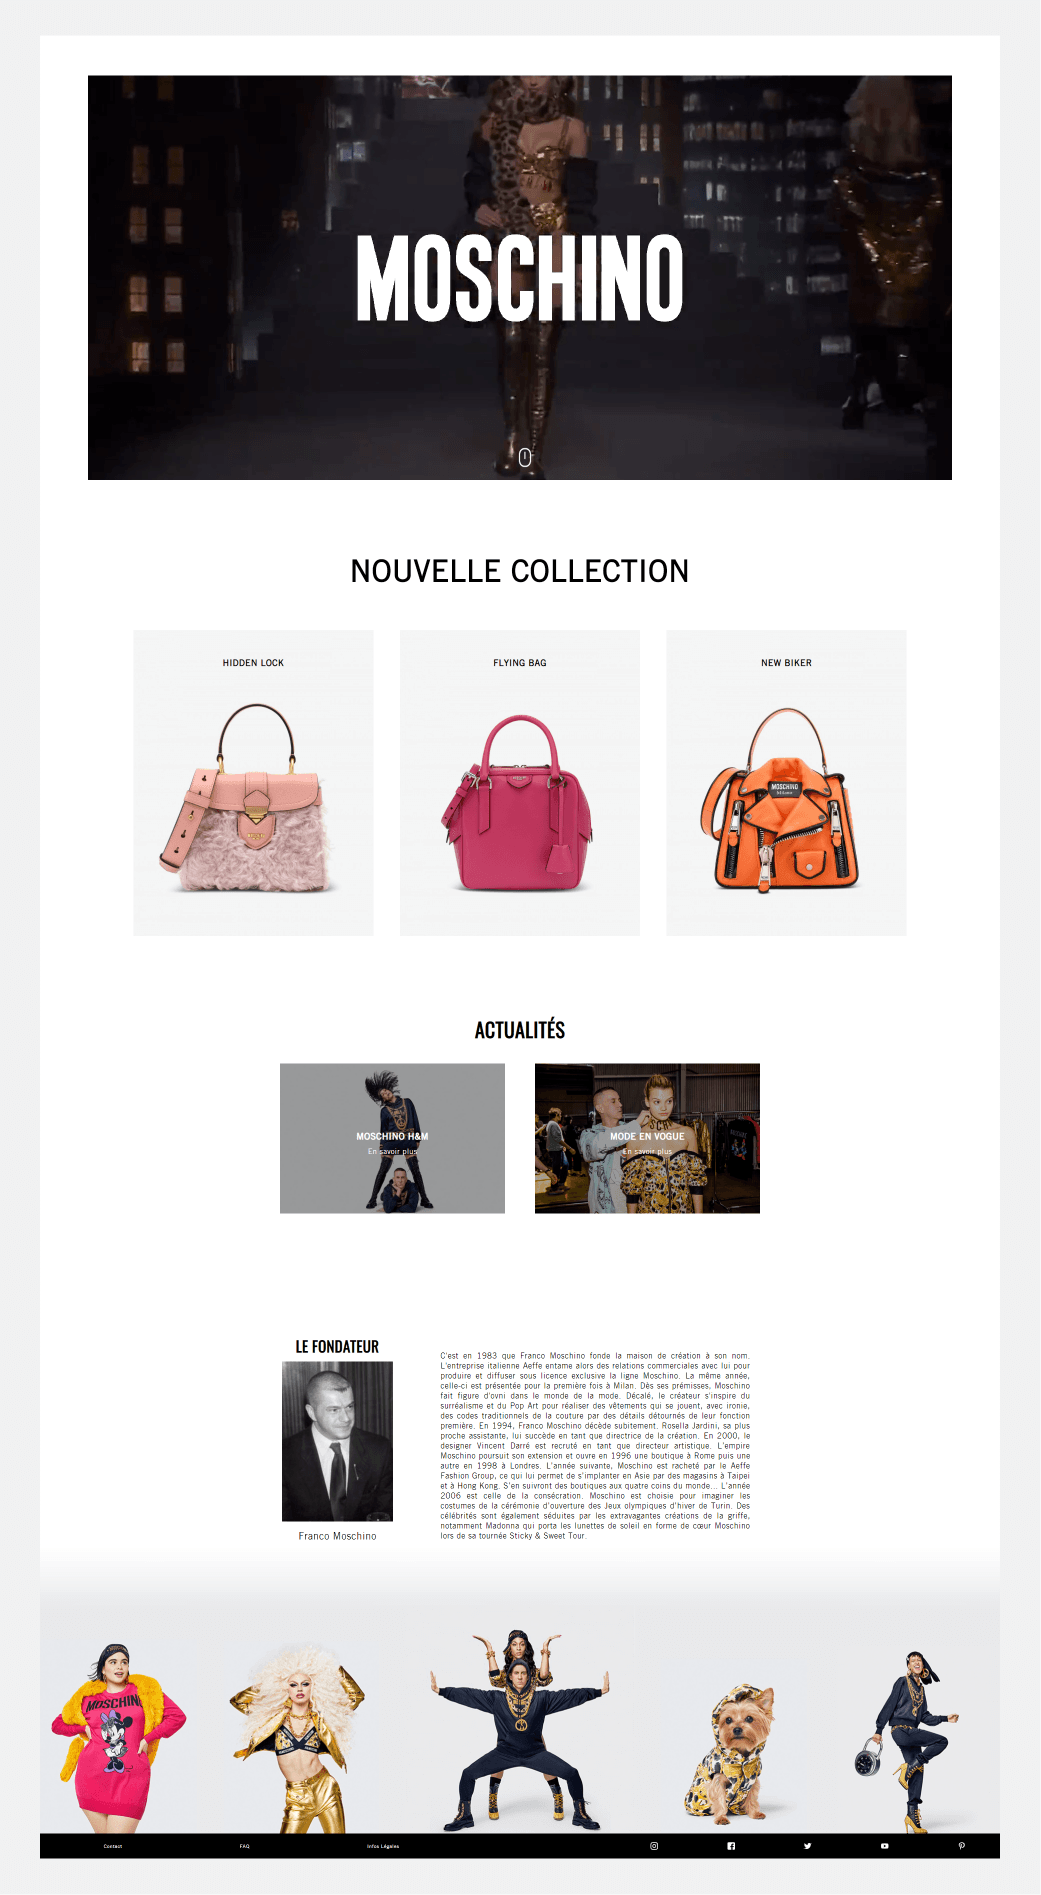 MOSCHINO
NOUVELLE COLLECTION
HIDDEN LOCK
FLYING BAG
NEW BIKER
MOSCHINO
Milano
ACTUALITÉS
MOSCHINO H&M
En savoir plus
MODE EN VOGUE
En savoir plus
LE FONDATEUR
Franco Moschino
C'est en 1983 que Franco Moschino fonde la maison de création à son nom.
L'entreprise italienne Aeffe entame alors des relations commerciales avec lui pour
produire et diffuser sous licence exclusive la ligne Moschino. La même année,
celle-ci est présentée pour la première fois à Milan. Dès ses prémisses, Moschino
fait figure d'ovni dans le monde de la mode. Décalé, le créateur s'inspire du
surréalisme et du Pop Art pour réaliser des vêtements qui se jouent, avec ironie,
des codes traditionnels de la couture par des détails détournés de leur fonction
première. En 1994, Franco Moschino décède subitement. Rosella Jardini, sa plus
proche assistante, lui succède en tant que directrice de la création. En 2000, le
designer Vincent Darré est recruté en tant que directeur artistique. L'empire
Moschino poursuit son extension et ouvre en 1996 une boutique à Rome puis une
autre en 1998 à Londres. L'année suivante, Moschino est racheté par le Aeffe
Fashion Group, ce qui lui permet de s'implanter en Asie par des magasins à Taipei
et à Hong Kong. S'en suivront des boutiques aux quatre coins du monde... L'année
2006 est celle de la consécration. Moschino est choisie pour imaginer les
costumes de la cérémonie d'ouverture des Jeux olympiques d'hiver de Turin. Des
célébrités sont également séduites par les extravagantes créations de la griffe,
notamment Madonna qui porta les lunettes de soleil en forme de cœur Moschino
lors de sa tournée Sticky & Sweet Tour.
MOSCHIN
Contact
FAQ
Infos Légales